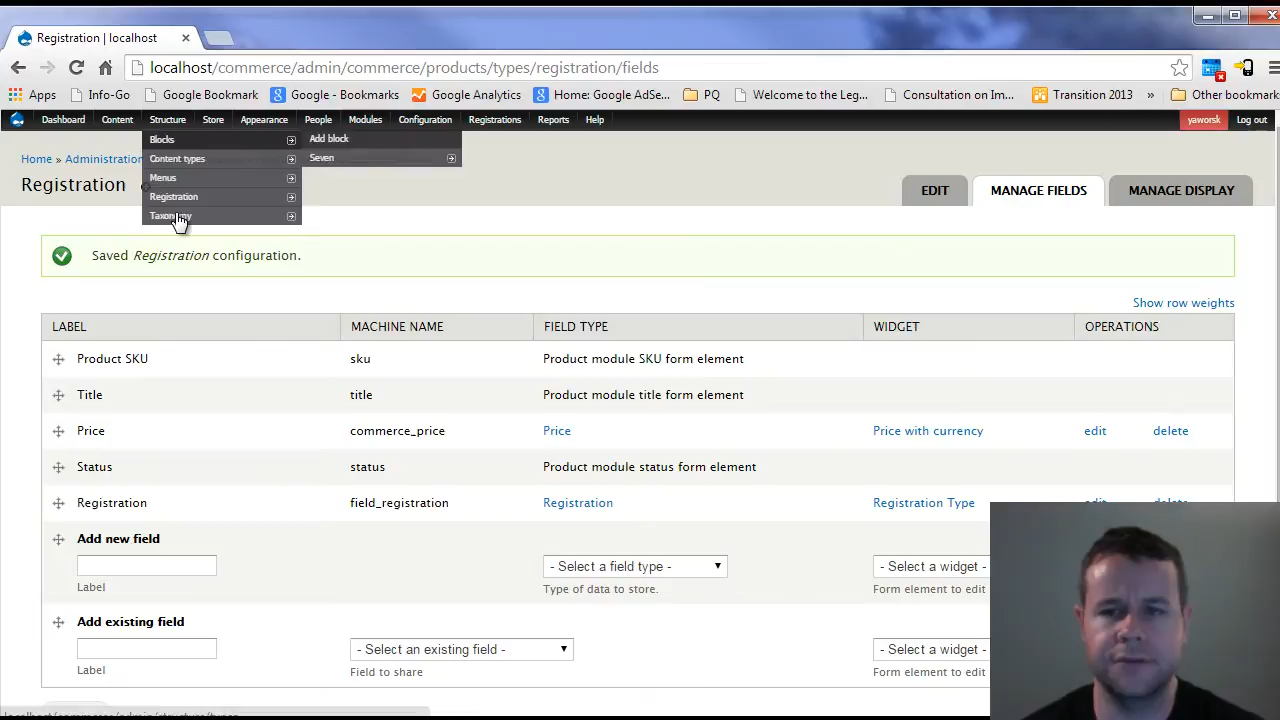 Registration | localhost
localhost/commerce/admin/commerce/products/types/registration/fields
Apps Info-Go Google Bookmark Google - Bookmarks Google Analytics Home: Google AdSe... PO Welcome to the Leg... Consultation on Im... Transition 2013 » Other bookmarks
Dashboard Content Structure Store Appearance People Modules Configuration Registrations Reports Help yaworsk Log out
Blocks Add block
Home » Administration Content types Seven
Menus
Registration EDIT MANAGE FIELDS MANAGE DISPLAY
Registration
Taxonomy
Saved Registration configuration.
Show row weights
LABEL MACHINE NAME FIELD TYPE WIDGET OPERATIONS
Product SKU sku Product module SKU form element
Title title Product module title form element
Price commerce_price Price Price with currency edit delete
Status status Product module status form element
Registration field_registration Registration Registration Type edit delete
Add new field
- Select a field type - - Select a widget -
Label Type of data to store. Form element to edit
Add existing field
- Select an existing field - - Select a widget -
Label Field to share Form element to edit